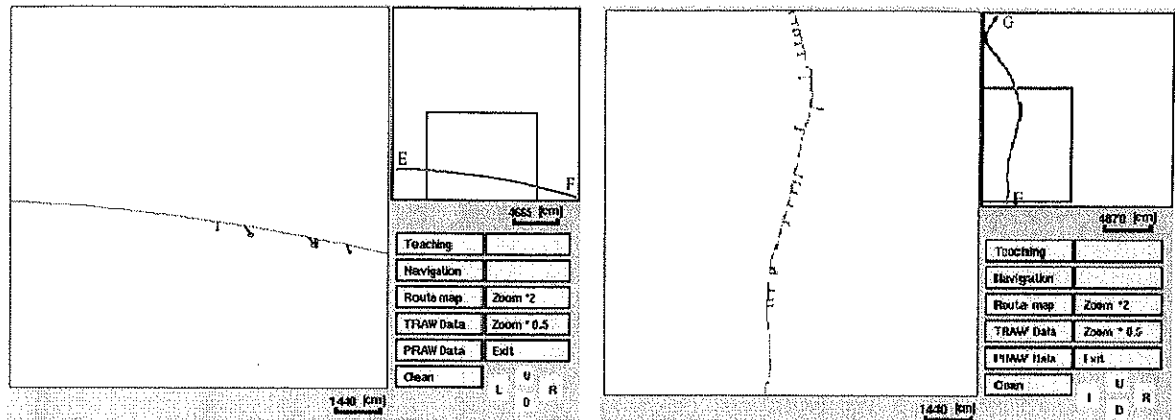 E
F
4665 [cm]
Teaching
Navigation
Route map Zoom *2
TRAW Data Zoom * 0.5
PRAW Data Exit
Clean
U
L R
D
1440 [cm]
G
F
4870 [cm]
Teaching
Navigation
Route map Zoom *2
TRAW Data Zoom * 0.5
PRAW Data Exit
Clean
U
L R
D
1440 [cm]